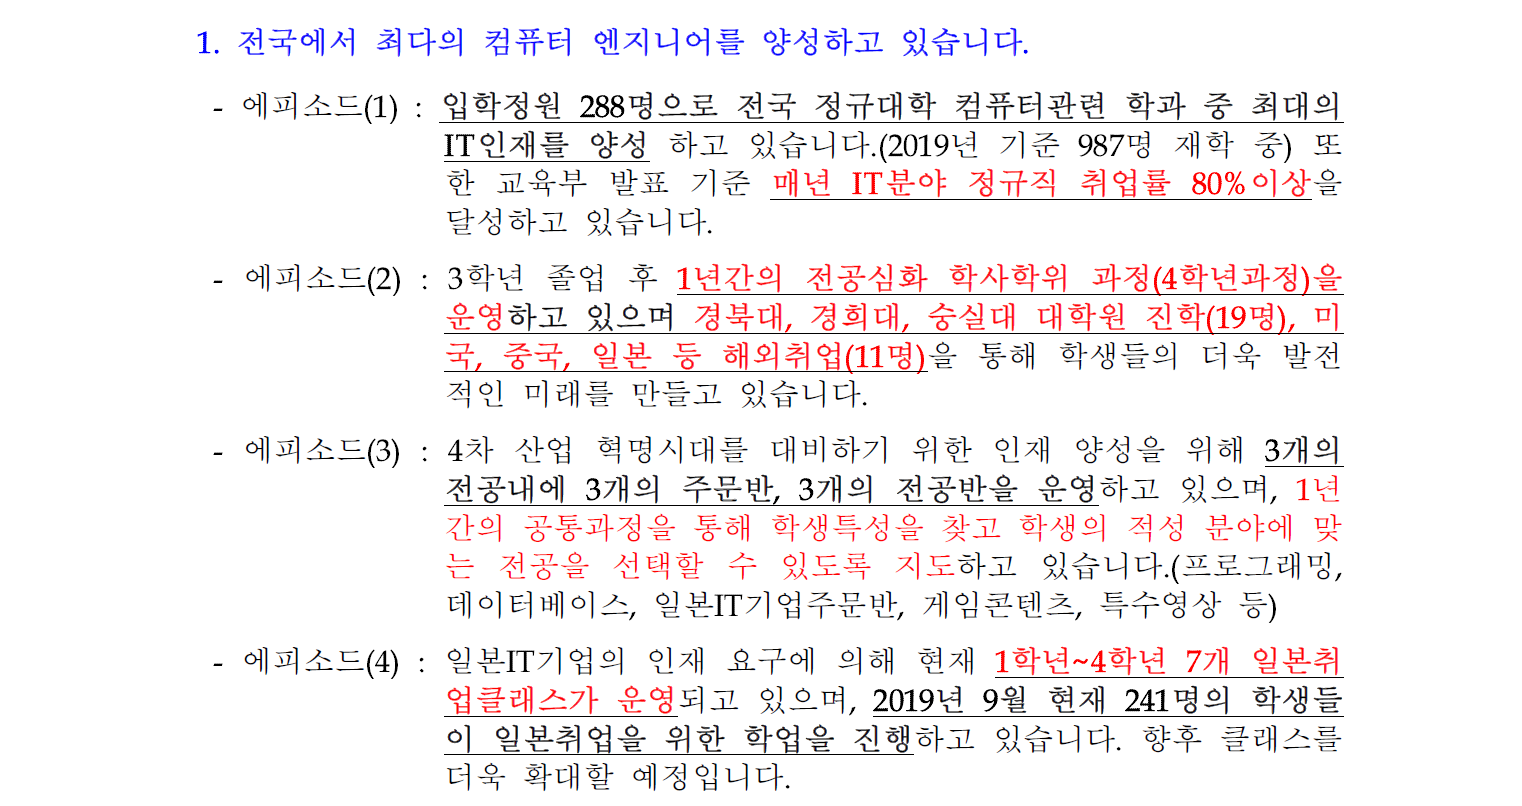 1. 전국에서 최다의 컴퓨터 엔지니어를 양성하고 있습니다.
- 에피소드(1) : 입학정원 288명으로 전국 정규대학 컴퓨터관련 학과 중 최대의
IT인재를 양성 하고 있습니다.(2019년 기준 987명 재학 중) 또
한 교육부 발표 기준 매년 IT분야 정규직 취업률 80%이상을
달성하고 있습니다.
- 에피소드(2) : 3학년 졸업 후 1년간의 전공심화 학사학위 과정(4학년과정)을
운영하고 있으며 경북대, 경희대, 숭실대 대학원 진학(19명), 미
국, 중국, 일본 등 해외취업(11명)을 통해 학생들의 더욱 발전
적인 미래를 만들고 있습니다.
- 에피소드(3) : 4차 산업 혁명시대를 대비하기 위한 인재 양성을 위해 3개의
전공내에 3개의 주문반, 3개의 전공반을 운영하고 있으며, 1년
간의 공통과정을 통해 학생특성을 찾고 학생의 적성 분야에 맞
는 전공을 선택할 수 있도록 지도하고 있습니다.(프로그래밍,
데이터베이스, 일본IT기업주문반, 게임콘텐츠, 특수영상 등)
- 에피소드(4) : 일본IT기업의 인재 요구에 의해 현재 1학년~4학년 7개 일본취
업클래스가 운영되고 있으며, 2019년 9월 현재 241명의 학생들
이 일본취업을 위한 학업을 진행하고 있습니다. 향후 클래스를
더욱 확대할 예정입니다.